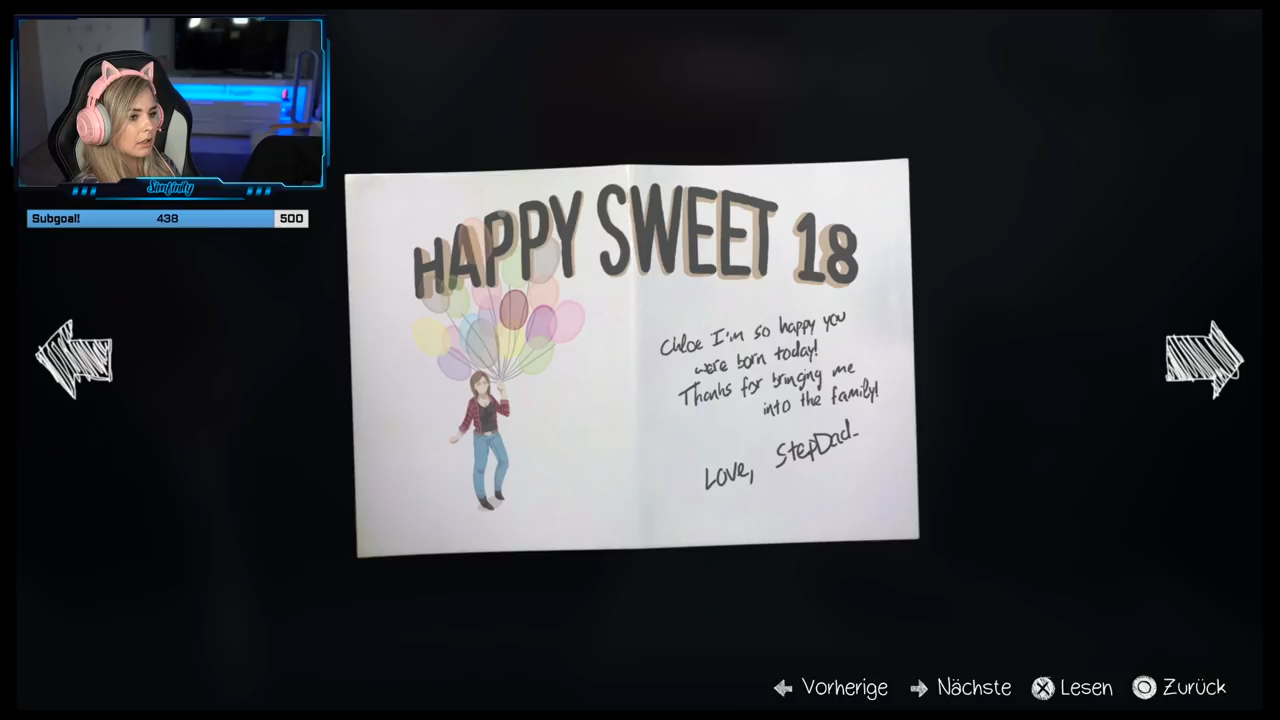 Simfinity
Subgoal! 438 500
HAPPY SWEET 18
Chloe I'm so happy you
were born today!
Thanks for bringing me
into the family!
Love, StepDad
Vorherige Nächste Lesen Zurück